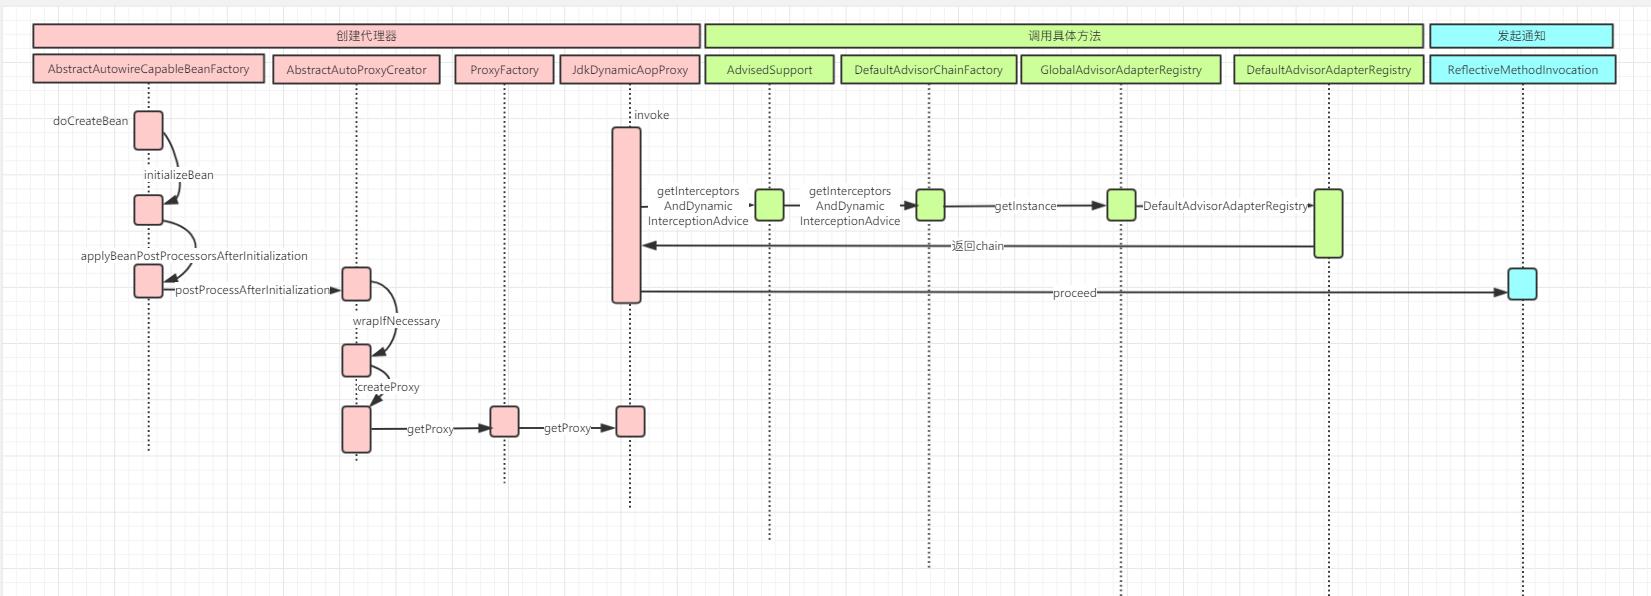 创建代理器
调用具体方法
发起通知
AbstractAutowireCapableBeanFactory
AbstractAutoProxyCreator
ProxyFactory
JdkDynamicAopProxy
AdvisedSupport
DefaultAdvisorChainFactory
GlobalAdvisorAdapterRegistry
DefaultAdvisorAdapterRegistry
ReflectiveMethodInvocation
doCreateBean
invoke
initializeBean
getInterceptors
AndDynamic
InterceptionAdvice
getInterceptors
AndDynamic
InterceptionAdvice
getInstance
DefaultAdvisorAdapterRegistry
返回chain
applyBeanPostProcessorsAfterInitialization
postProcessAfterInitialization
proceed
wrapIfNecessary
createProxy
getProxy
getProxy